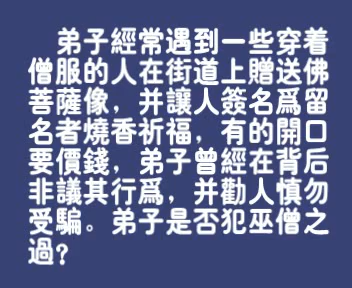 弟子經常遇到一些穿着
僧服的人在街道上贈送佛
菩薩像，并讓人簽名爲留
名者燒香祈福，有的開口
要價錢，弟子曾經在背后
非議其行爲，并勸人慎勿
受騙。弟子是否犯巫僧之
過？